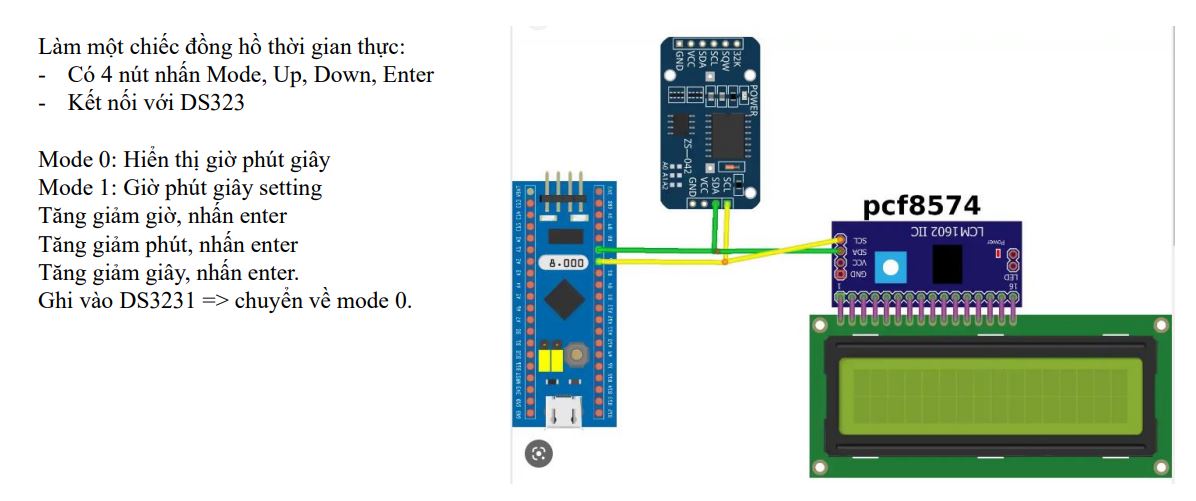 Làm một chiếc đồng hồ thời gian thực:
- Có 4 nút nhấn Mode, Up, Down, Enter
- Kết nối với DS323
Mode 0: Hiển thị giờ phút giây
Mode 1: Giờ phút giây setting
Tăng giảm giờ, nhấn enter
Tăng giảm phút, nhấn enter
Tăng giảm giây, nhấn enter.
Ghi vào DS3231 => chuyển về mode 0.
32K
SQW
SCL
SDA
VCC
GND
POWER
ZS-042
A0 A1 A2
SCL
SDA
VCC
GND
8.000
pcf8574
LCM1602 IIC
Power
SCL
SDA
VCC
GND
LED
1
16